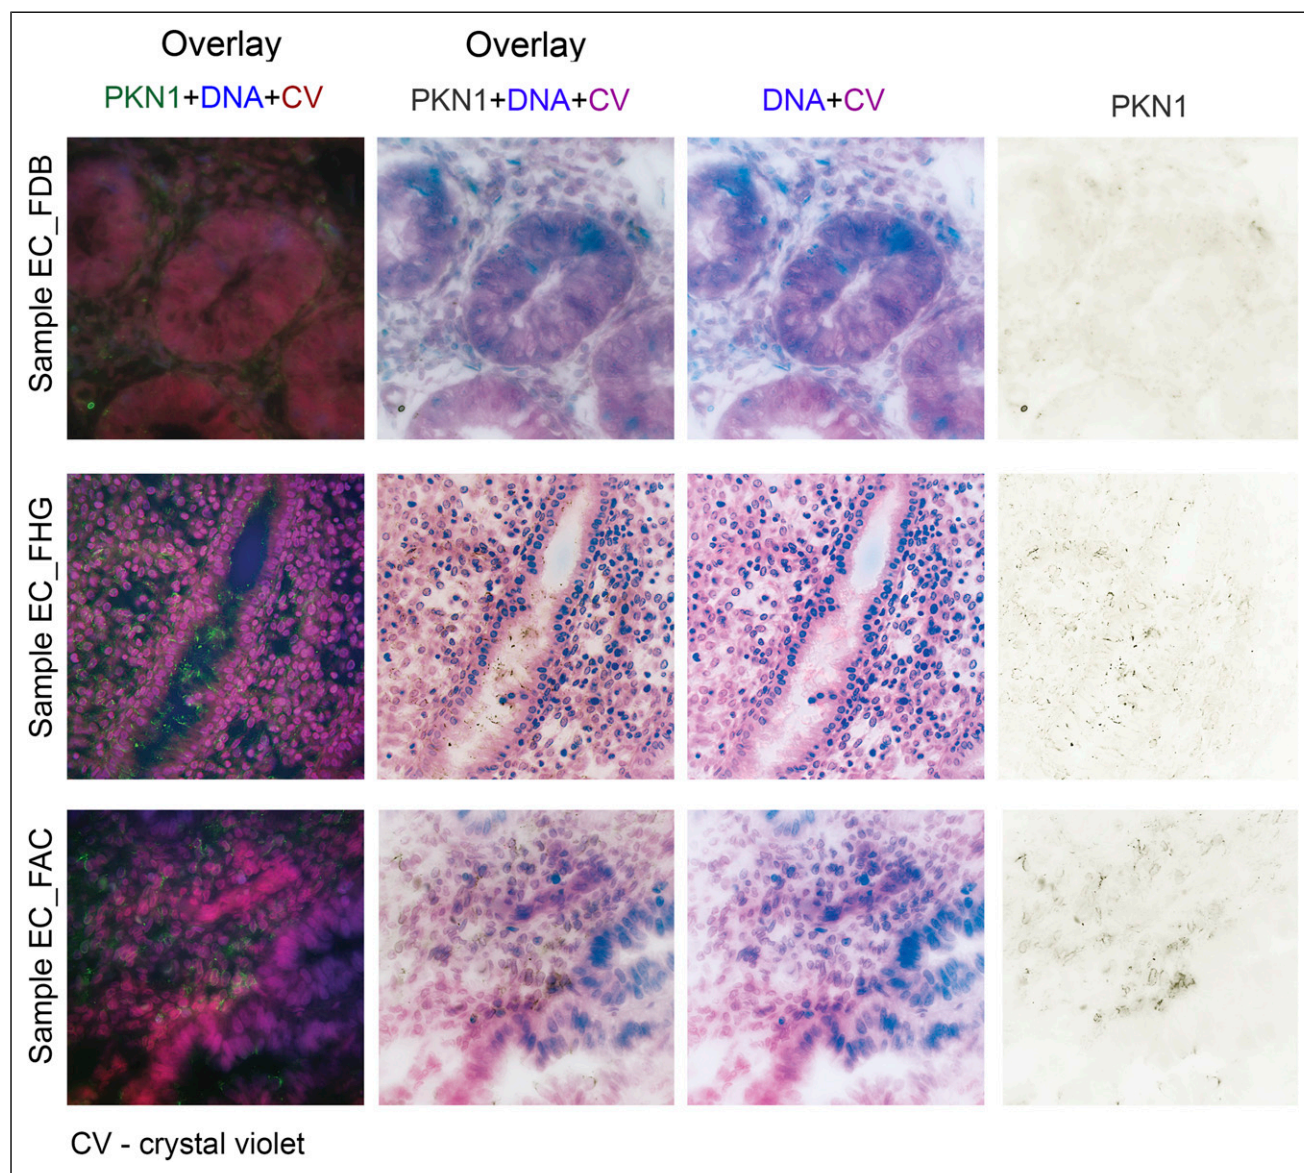 Overlay
Overlay
PKN1+DNA+CV
PKN1+DNA+CV
DNA+CV
PKN1
Sample EC_FDB
Sample EC_FHG
Sample EC_FAC
CV - crystal violet